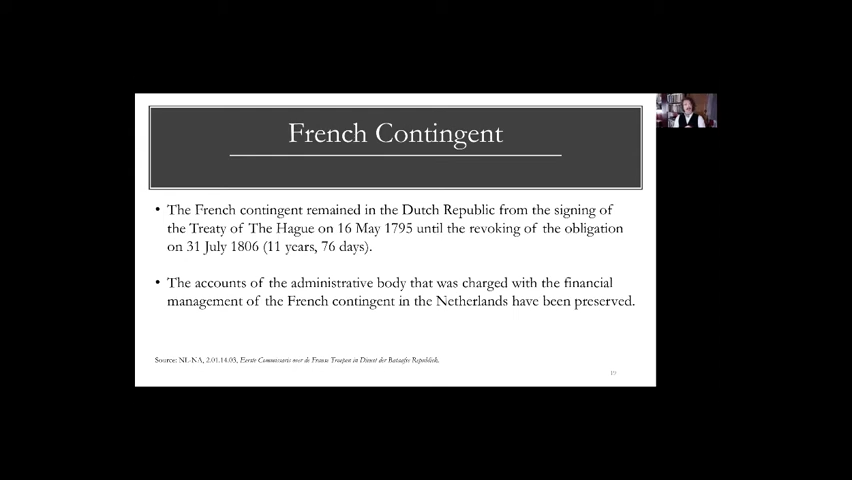 French Contingent
• The French contingent remained in the Dutch Republic from the signing of
the Treaty of The Hague on 16 May 1795 until the revoking of the obligation
on 31 July 1806 (11 years, 76 days).
• The accounts of the administrative body that was charged with the financial
management of the French contingent in the Netherlands have been preserved.
Source: NL-NA, 2.01.14.03, Eerste Commissaris over de Franse Troepen in Dienst der Bataafse Republiek.
19